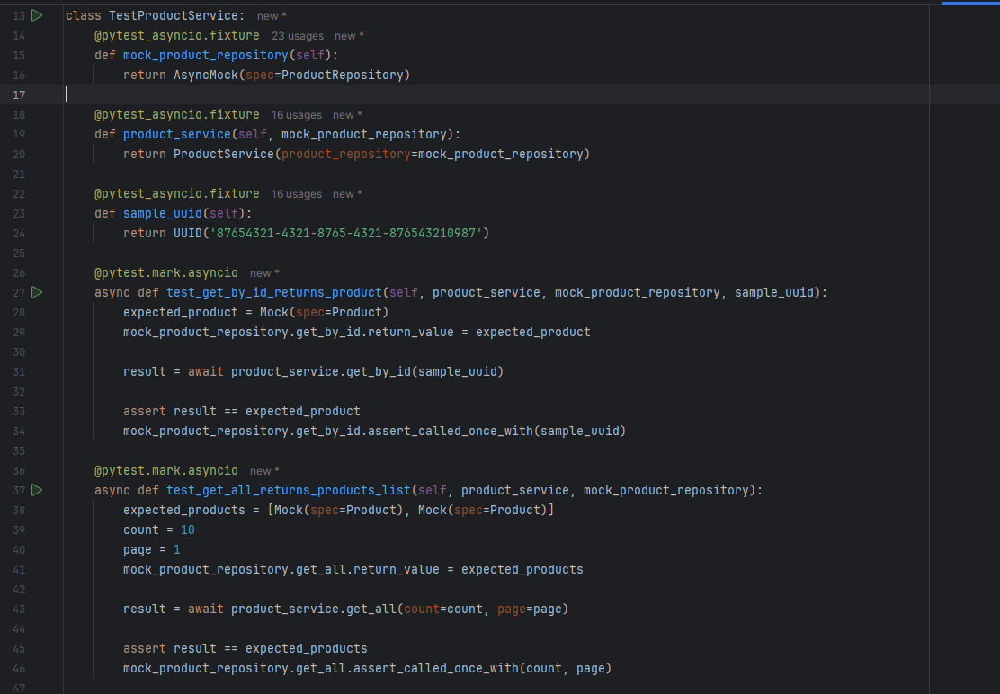 13 class TestProductService: new *
14 @pytest_asyncio.fixture 23 usages new *
15 def mock_product_repository(self):
16 return AsyncMock(spec=ProductRepository)
17
18 @pytest_asyncio.fixture 16 usages new *
19 def product_service(self, mock_product_repository):
20 return ProductService(product_repository=mock_product_repository)
21
22 @pytest_asyncio.fixture 16 usages new *
23 def sample_uuid(self):
24 return UUID('87654321-4321-8765-4321-876543210987')
25
26 @pytest.mark.asyncio new *
27 async def test_get_by_id_returns_product(self, product_service, mock_product_repository, sample_uuid):
28 expected_product = Mock(spec=Product)
29 mock_product_repository.get_by_id.return_value = expected_product
30
31 result = await product_service.get_by_id(sample_uuid)
32
33 assert result == expected_product
34 mock_product_repository.get_by_id.assert_called_once_with(sample_uuid)
35
36 @pytest.mark.asyncio new *
37 async def test_get_all_returns_products_list(self, product_service, mock_product_repository):
38 expected_products = [Mock(spec=Product), Mock(spec=Product)]
39 count = 10
40 page = 1
41 mock_product_repository.get_all.return_value = expected_products
42
43 result = await product_service.get_all(count=count, page=page)
44
45 assert result == expected_products
46 mock_product_repository.get_all.assert_called_once_with(count, page)
47